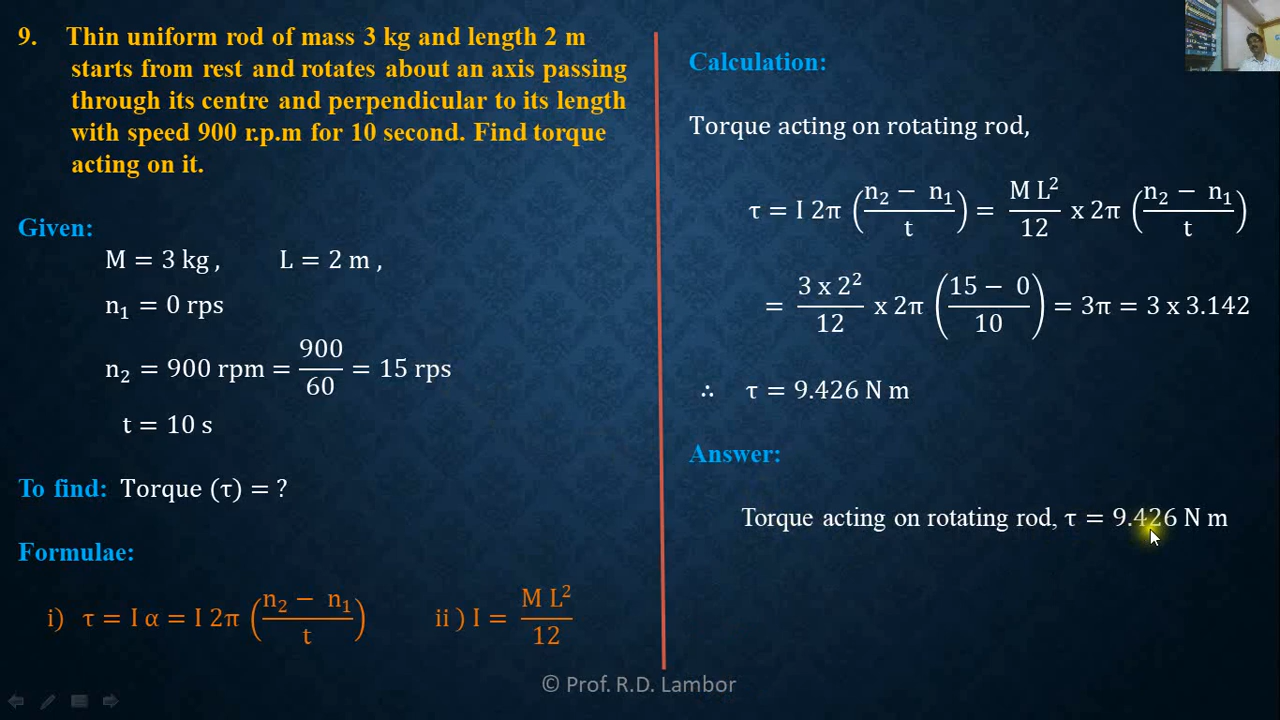 9. Thin uniform rod of mass 3 kg and length 2 m
starts from rest and rotates about an axis passing
through its centre and perpendicular to its length
with speed 900 r.p.m for 10 second. Find torque
acting on it.
Given:
M = 3 kg , L = 2 m ,
n₁ = 0 rps
n₂ = 900 rpm = 900/60 = 15 rps
t = 10 s
To find: Torque (τ) = ?
Formulae:
i) τ = I α = I 2π ((n₂ − n₁)/t) ii ) I = M L²/12
Calculation:
Torque acting on rotating rod,
τ = I 2π ((n₂ − n₁)/t) = M L²/12 x 2π ((n₂ − n₁)/t)
= 3 x 2²/12 x 2π ((15 − 0)/10) = 3π = 3 x 3.142
∴ τ = 9.426 N m
Answer:
Torque acting on rotating rod, τ = 9.426 N m
© Prof. R.D. Lambor